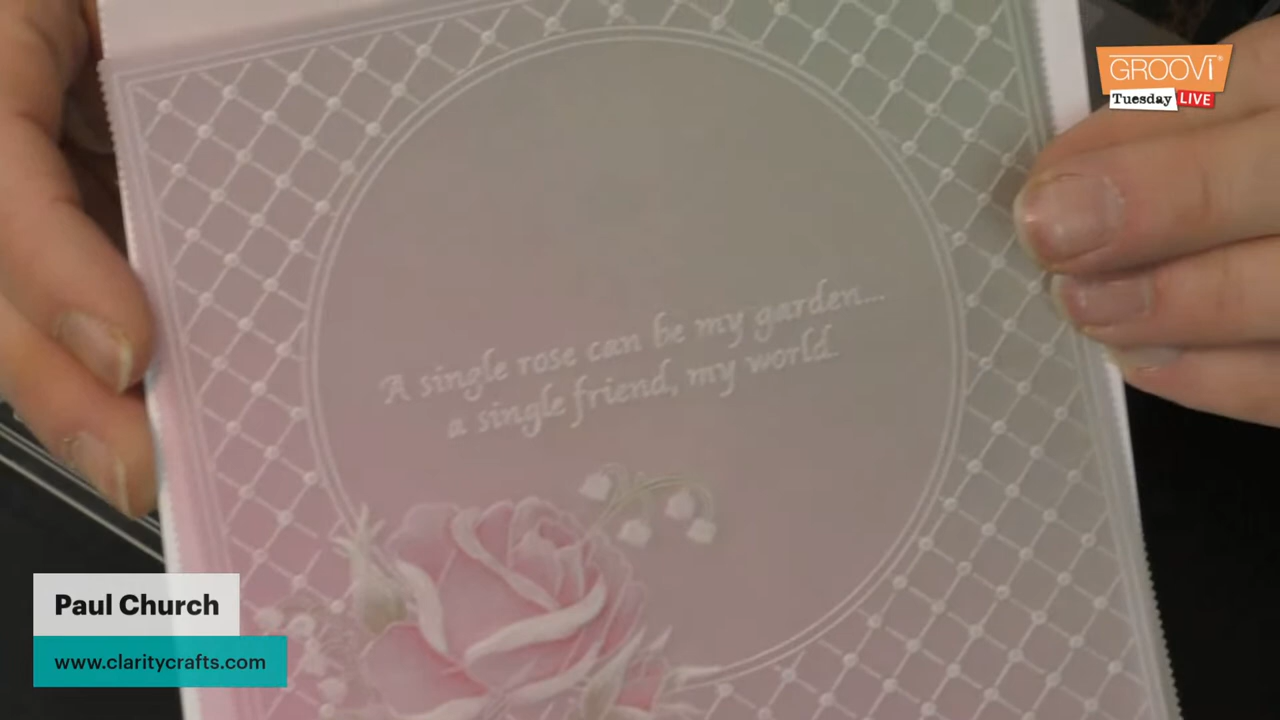 GROOVI®
Tuesday LIVE
A single rose can be my garden...
a single friend, my world.
Paul Church
www.claritycrafts.com